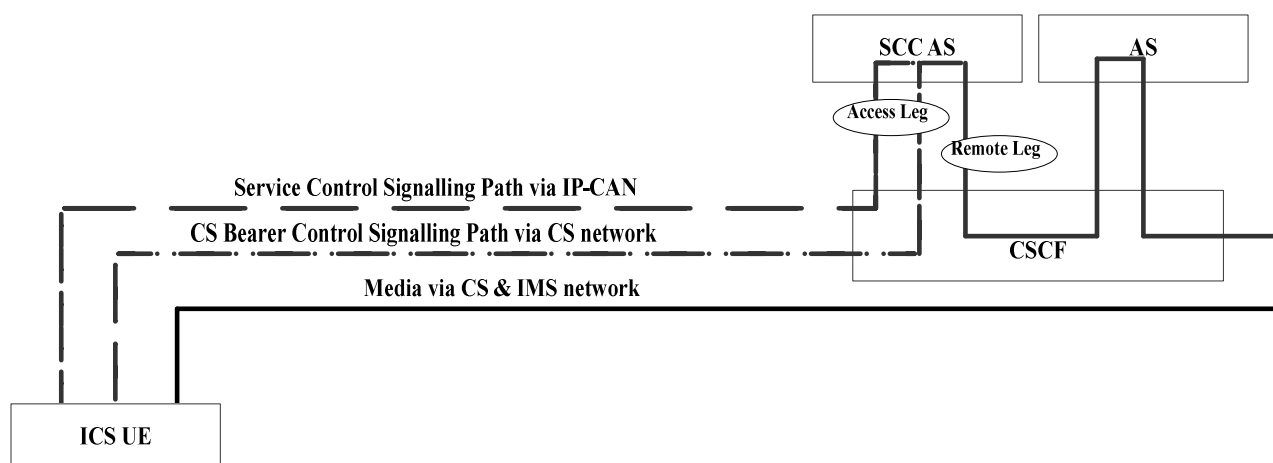 SCC AS
AS
Access Leg
Remote Leg
Service Control Signalling Path via IP-CAN
CS Bearer Control Signalling Path via CS network
CSCF
Media via CS & IMS network
ICS UE